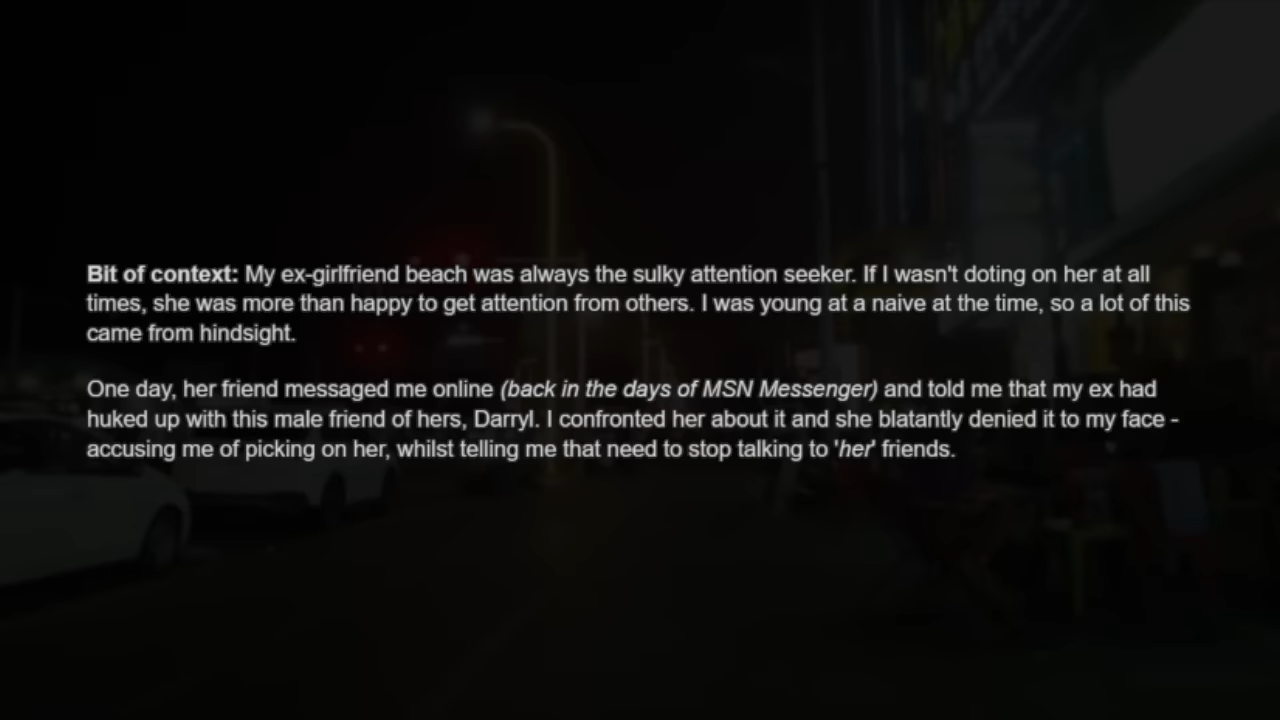 Bit of context: My ex-girlfriend beach was always the sulky attention seeker. If I wasn't doting on her at all
times, she was more than happy to get attention from others. I was young at a naive at the time, so a lot of this
came from hindsight.
One day, her friend messaged me online (back in the days of MSN Messenger) and told me that my ex had
huked up with this male friend of hers, Darryl. I confronted her about it and she blatantly denied it to my face -
accusing me of picking on her, whilst telling me that need to stop talking to 'her' friends.